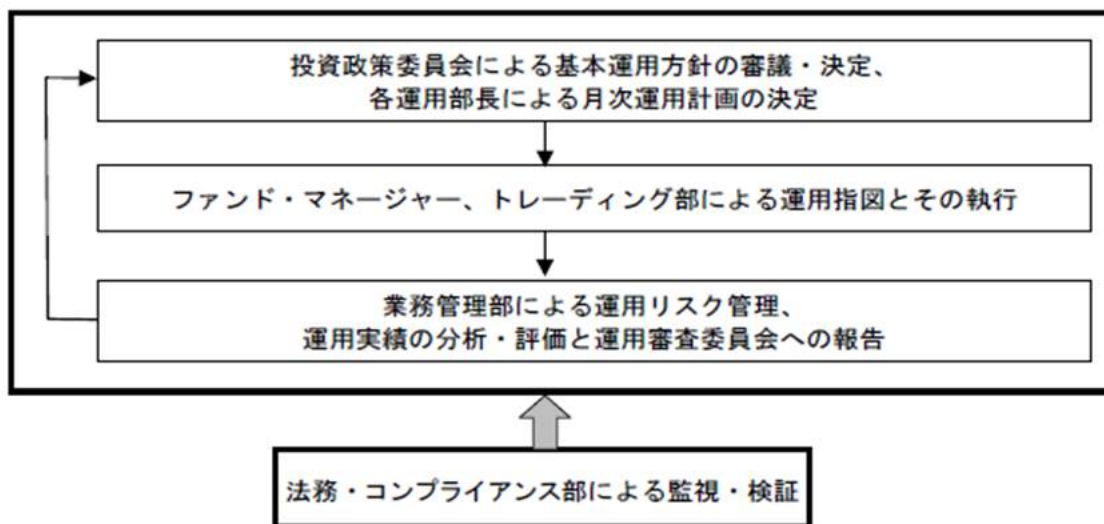 投資政策委員会による基本運用方針の審議・決定、
各運用部長による月次運用計画の決定
ファンド・マネージャー、トレーディング部による運用指図とその執行
業務管理部による運用リスク管理、
運用実績の分析・評価と運用審査委員会への報告
法務・コンプライアンス部による監視・検証